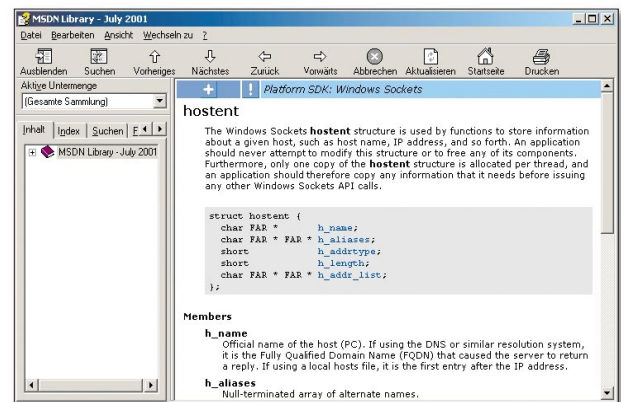 MSDN Library - July 2001
Datei Bearbeiten Ansicht Wechseln zu ?
Ausblenden Suchen Vorheriges Nächstes Zurück Vorwärts Abbrechen Aktualisieren Startseite Drucken
Aktive Untermenge
(Gesamte Sammlung)
Inhalt Index Suchen F
MSDN Library - July 2001
Platform SDK: Windows Sockets
hostent
The Windows Sockets hostent structure is used by functions to store information
about a given host, such as host name, IP address, and so forth. An application
should never attempt to modify this structure or to free any of its components.
Furthermore, only one copy of the hostent structure is allocated per thread, and
an application should therefore copy any information that it needs before issuing
any other Windows Sockets API calls.
struct hostent {
char FAR * h_name;
char FAR * FAR * h_aliases;
short h_addrtype;
short h_length;
char FAR * FAR * h_addr_list;
};
Members
h_name
Official name of the host (PC). If using the DNS or similar resolution system,
it is the Fully Qualified Domain Name (FQDN) that caused the server to return
a reply. If using a local hosts file, it is the first entry after the IP address.
h_aliases
Null-terminated array of alternate names.